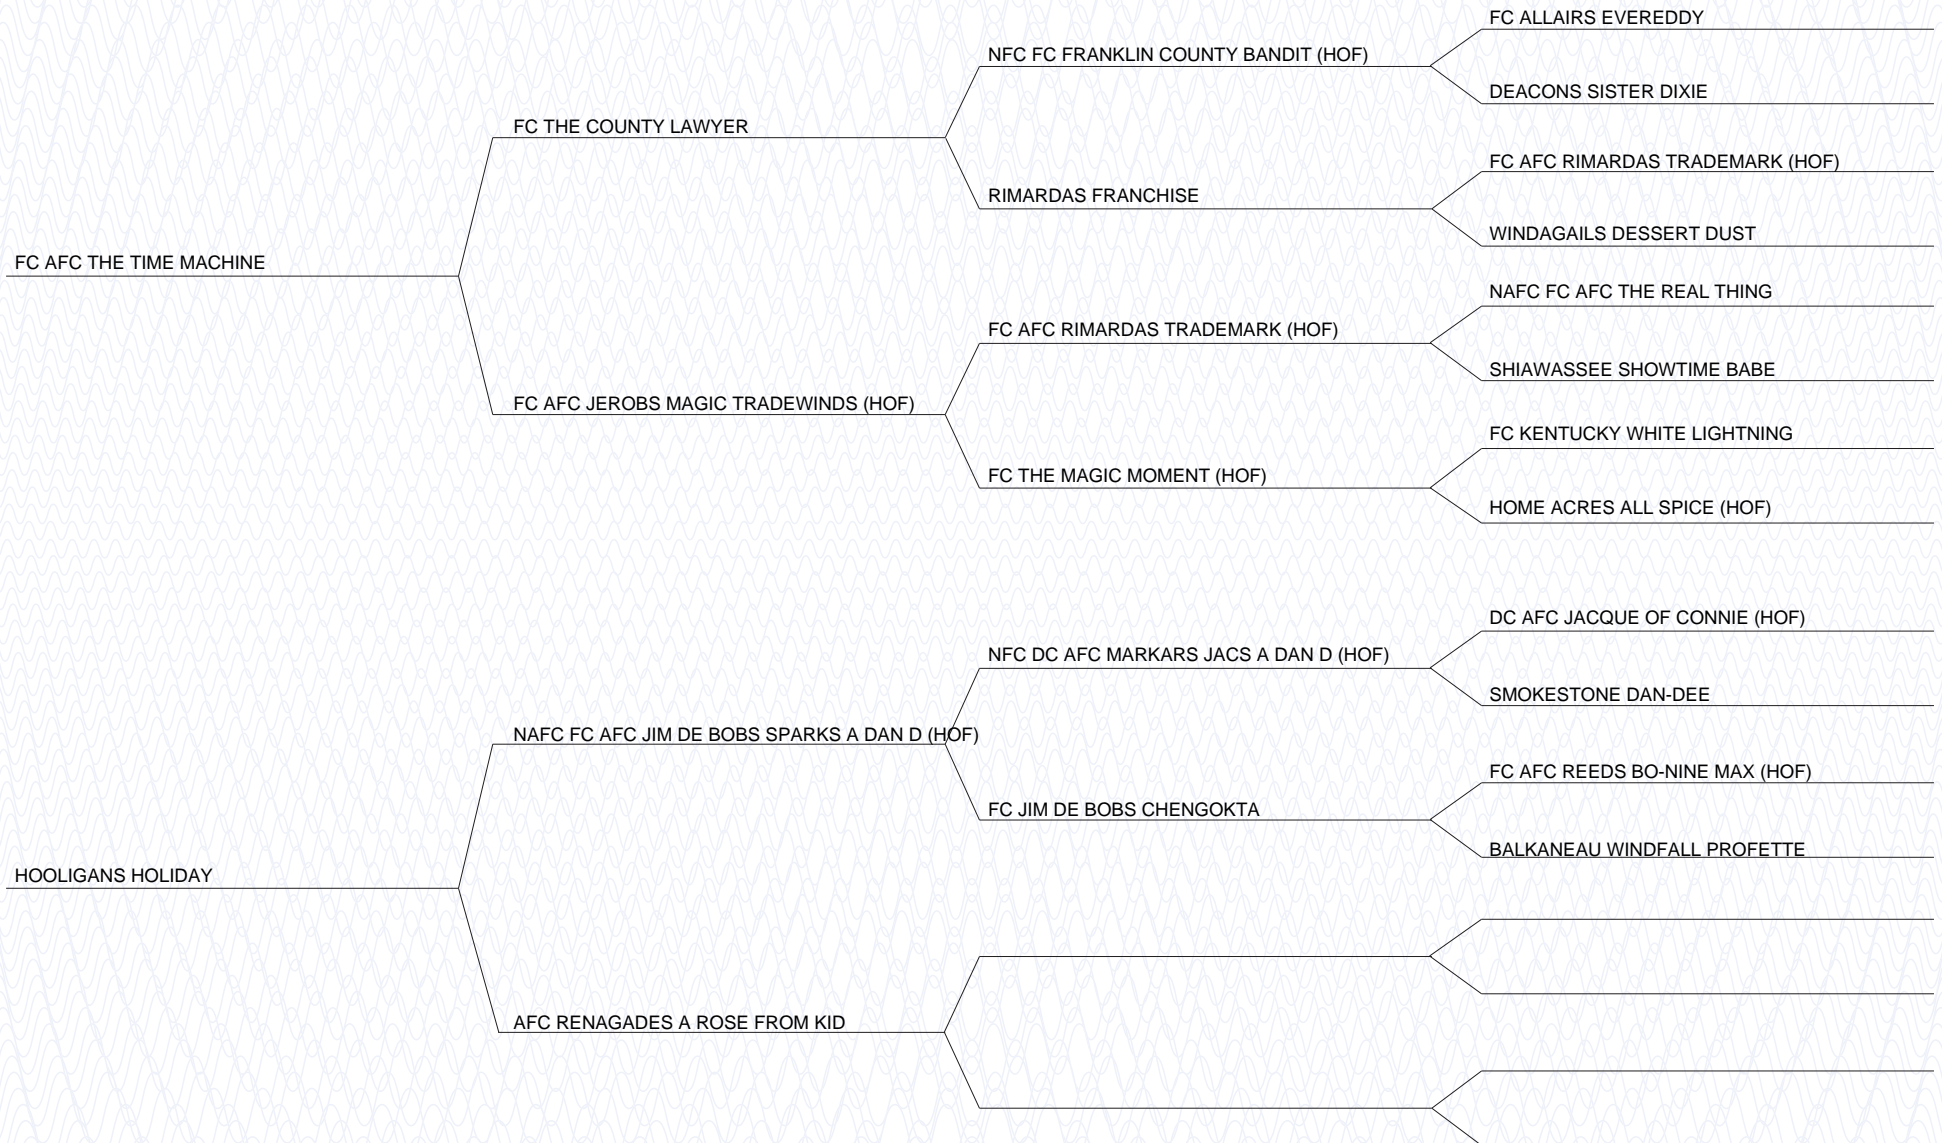 FC ALLAIRS EVEREDDY
NFC FC FRANKLIN COUNTY BANDIT (HOF)
DEACONS SISTER DIXIE
FC THE COUNTY LAWYER
FC AFC RIMARDAS TRADEMARK (HOF)
RIMARDAS FRANCHISE
WINDAGAILS DESSERT DUST
FC AFC THE TIME MACHINE
NAFC FC AFC THE REAL THING
FC AFC RIMARDAS TRADEMARK (HOF)
SHIAWASSEE SHOWTIME BABE
FC AFC JEROBS MAGIC TRADEWINDS (HOF)
FC KENTUCKY WHITE LIGHTNING
FC THE MAGIC MOMENT (HOF)
HOME ACRES ALL SPICE (HOF)
DC AFC JACQUE OF CONNIE (HOF)
NFC DC AFC MARKARS JACS A DAN D (HOF)
SMOKESTONE DAN-DEE
NAFC FC AFC JIM DE BOBS SPARKS A DAN D (HOF)
FC AFC REEDS BO-NINE MAX (HOF)
FC JIM DE BOBS CHENGOKTA
BALKANEAU WINDFALL PROFETTE
HOOLIGANS HOLIDAY
AFC RENAGADES A ROSE FROM KID